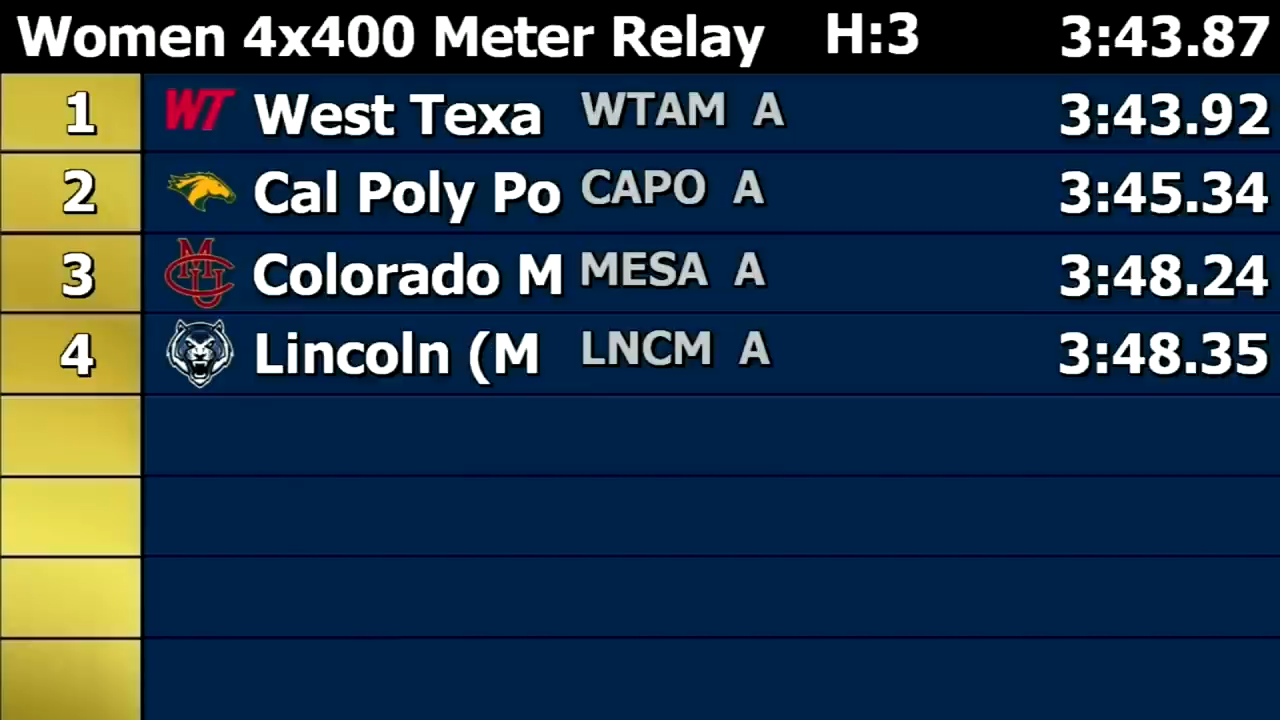 Women 4x400 Meter Relay H:3 3:43.87
1 WT West Texa WTAM A 3:43.92
2 Cal Poly Po CAPO A 3:45.34
3 CMU Colorado M MESA A 3:48.24
4 Lincoln (M LNCM A 3:48.35